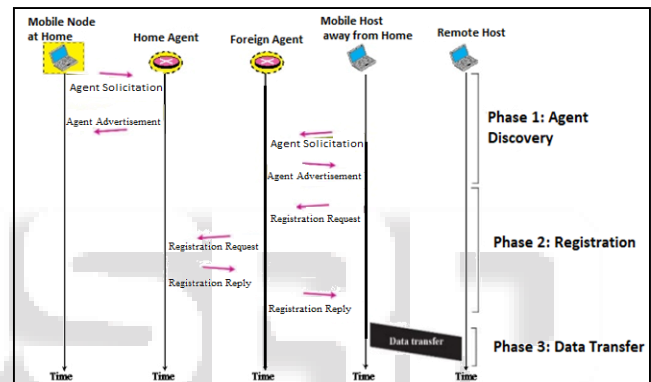 Mobile Node
at Home
Home Agent
Foreign Agent
Mobile Host
away from Home
Remote Host
Agent Solicitation
Agent Advertisement
Agent Solicitation
Agent Advertisement
Phase 1: Agent
Discovery
Registration Request
Registration Request
Registration Reply
Registration Reply
Phase 2: Registration
Data transfer
Phase 3: Data Transfer
Time
Time
Time
Time
Time